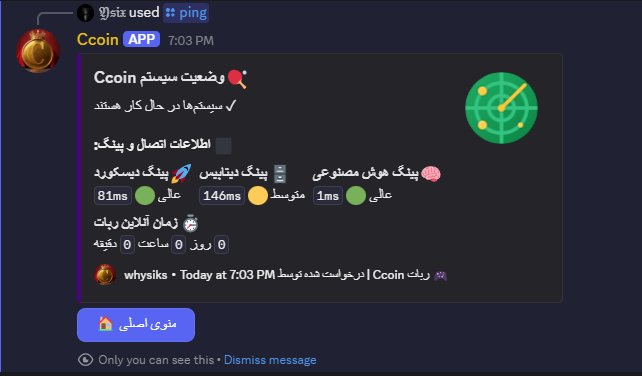 𝖄𝖘𝖎𝖝 used ping
Ccoin APP 7:03 PM
🏓 وضعیت سیستم Ccoin
✓ سیستم‌ها در حال کار هستند
اطلاعات اتصال و پینگ:
🧠 پینگ هوش مصنوعی
1ms 🟢 عالی
🗄️ پینگ دیتابیس
146ms 🟡 متوسط
🚀 پینگ دیسکورد
81ms 🟢 عالی
⏱️ زمان آنلاین ربات
0 روز 0 ساعت 0 دقیقه
🎮 ربات Ccoin | درخواست شده توسط whysiks • Today at 7:03 PM
🏠 منوی اصلی
Only you can see this • Dismiss message